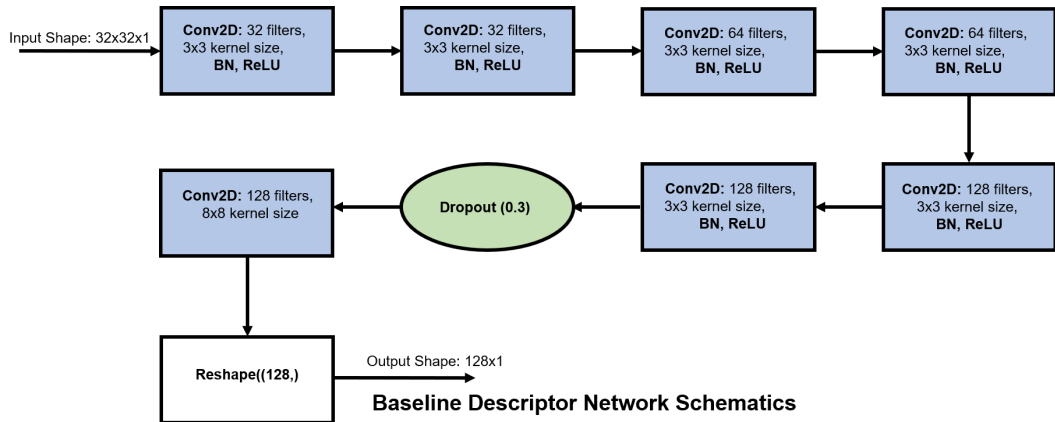 Input Shape: 32x32x1
Conv2D: 32 filters,
3x3 kernel size,
BN, ReLU
Conv2D: 32 filters,
3x3 kernel size,
BN, ReLU
Conv2D: 64 filters,
3x3 kernel size,
BN, ReLU
Conv2D: 64 filters,
3x3 kernel size,
BN, ReLU
Conv2D: 128 filters,
3x3 kernel size,
BN, ReLU
Conv2D: 128 filters,
3x3 kernel size,
BN, ReLU
Dropout (0.3)
Conv2D: 128 filters,
8x8 kernel size
Reshape((128,)
Output Shape: 128x1
Baseline Descriptor Network Schematics